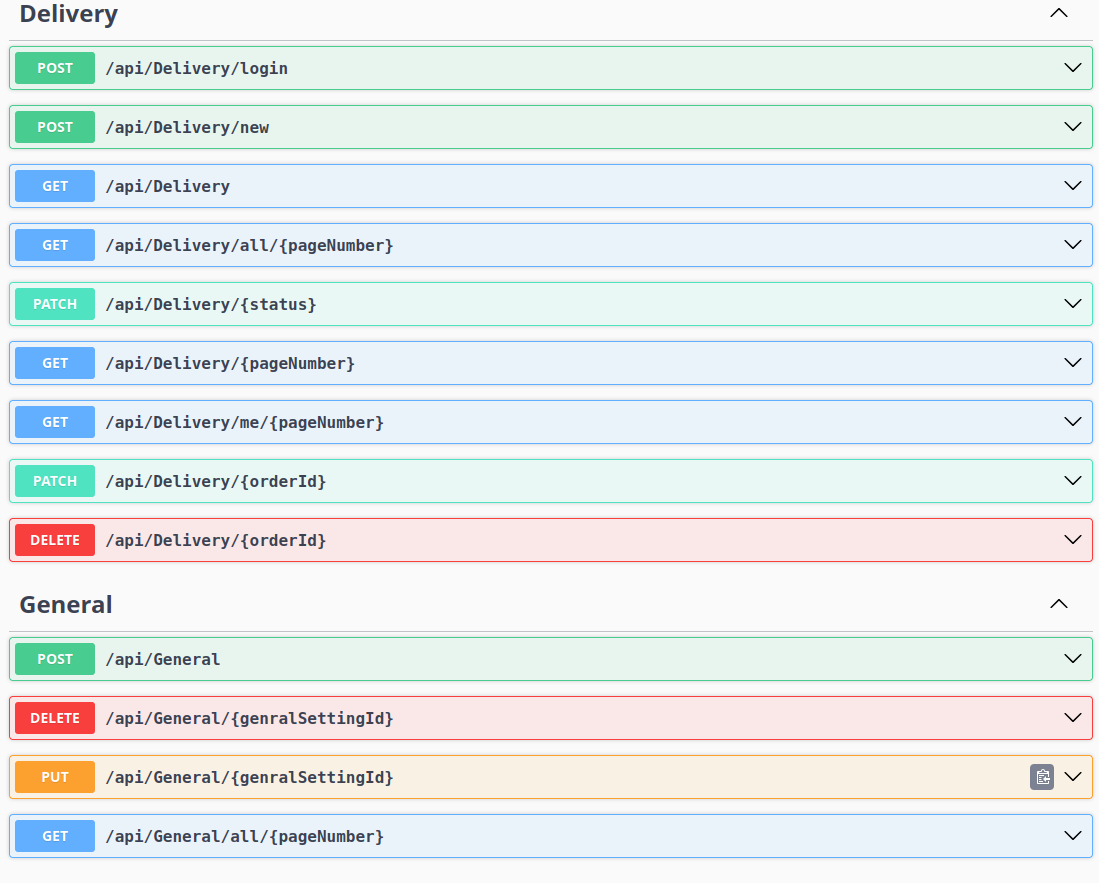 Delivery
POST /api/Delivery/login
POST /api/Delivery/new
GET /api/Delivery
GET /api/Delivery/all/{pageNumber}
PATCH /api/Delivery/{status}
GET /api/Delivery/{pageNumber}
GET /api/Delivery/me/{pageNumber}
PATCH /api/Delivery/{orderId}
DELETE /api/Delivery/{orderId}
General
POST /api/General
DELETE /api/General/{genralSettingId}
PUT /api/General/{genralSettingId}
GET /api/General/all/{pageNumber}